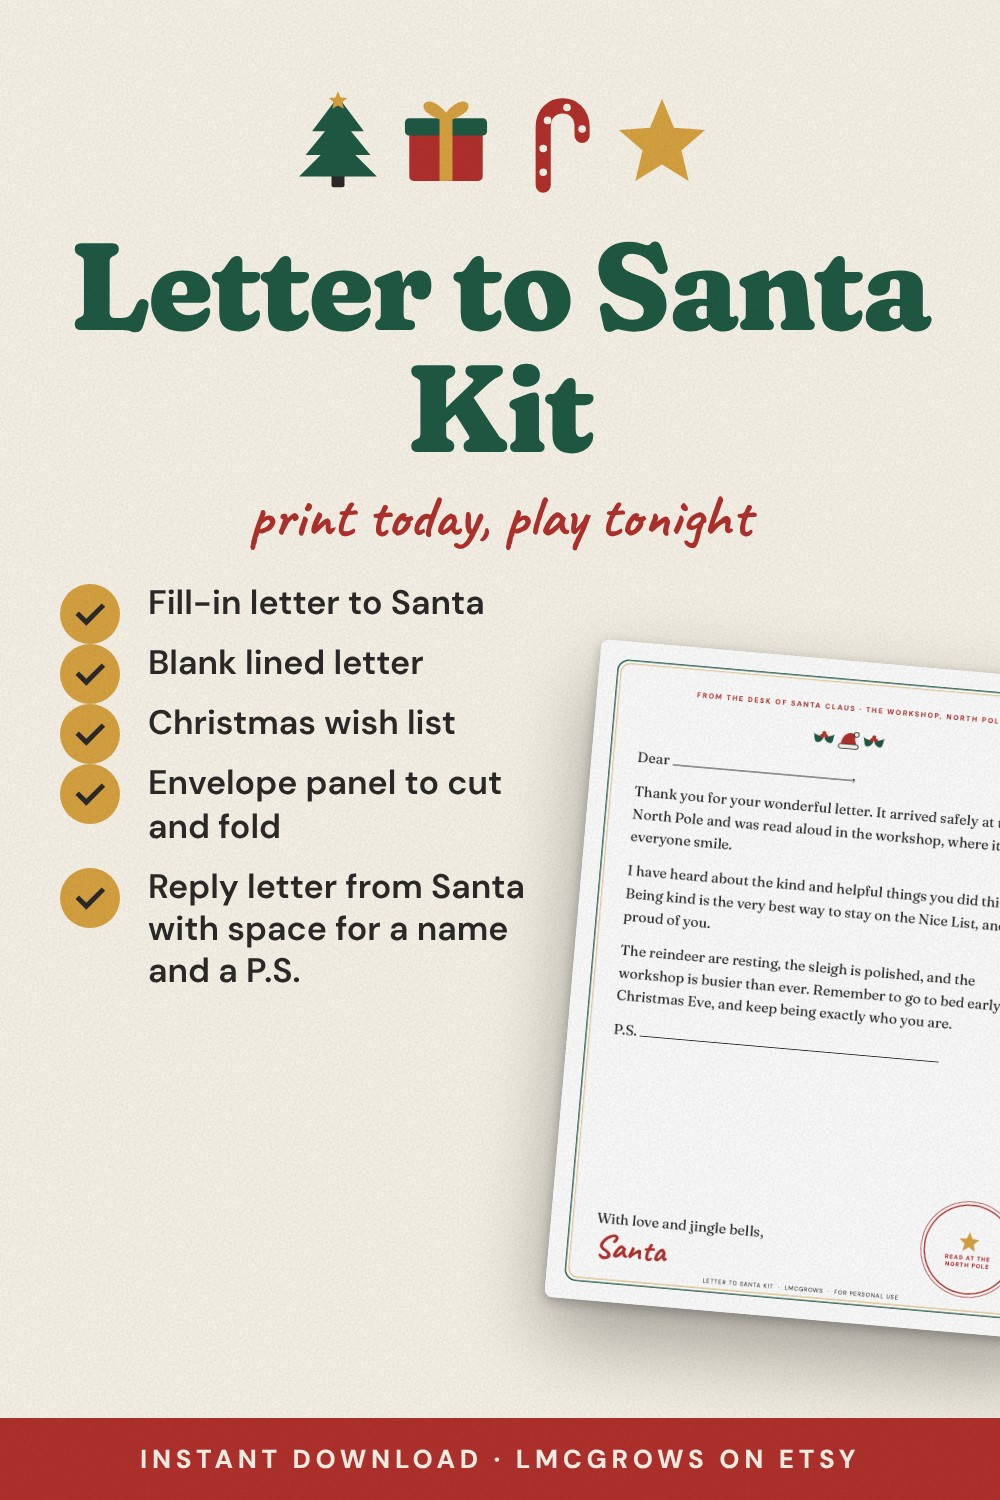 Letter to Santa
Kit
print today, play tonight
Fill-in letter to Santa
Blank lined letter
Christmas wish list
Envelope panel to cut
and fold
Reply letter from Santa
with space for a name
and a P.S.
FROM THE DESK OF SANTA CLAUS · THE WORKSHOP, NORTH
Dear ____________________,
Thank you for your wonderful letter. It arrived safely at
North Pole and was read aloud in the workshop, where it
everyone smile.
I have heard about the kind and helpful things you did
Being kind is the very best way to stay on the Nice List,
proud of you.
The reindeer are resting, the sleigh is polished, and the
workshop is busier than ever. Remember to go to bed early
Christmas Eve, and keep being exactly who you are.
P.S. ____________________
With love and jingle bells,
Santa
READ AT THE
NORTH POLE
LETTER TO SANTA KIT · LMCGROWS · FOR PERSONAL USE
INSTANT DOWNLOAD · LMCGROWS ON ETSY